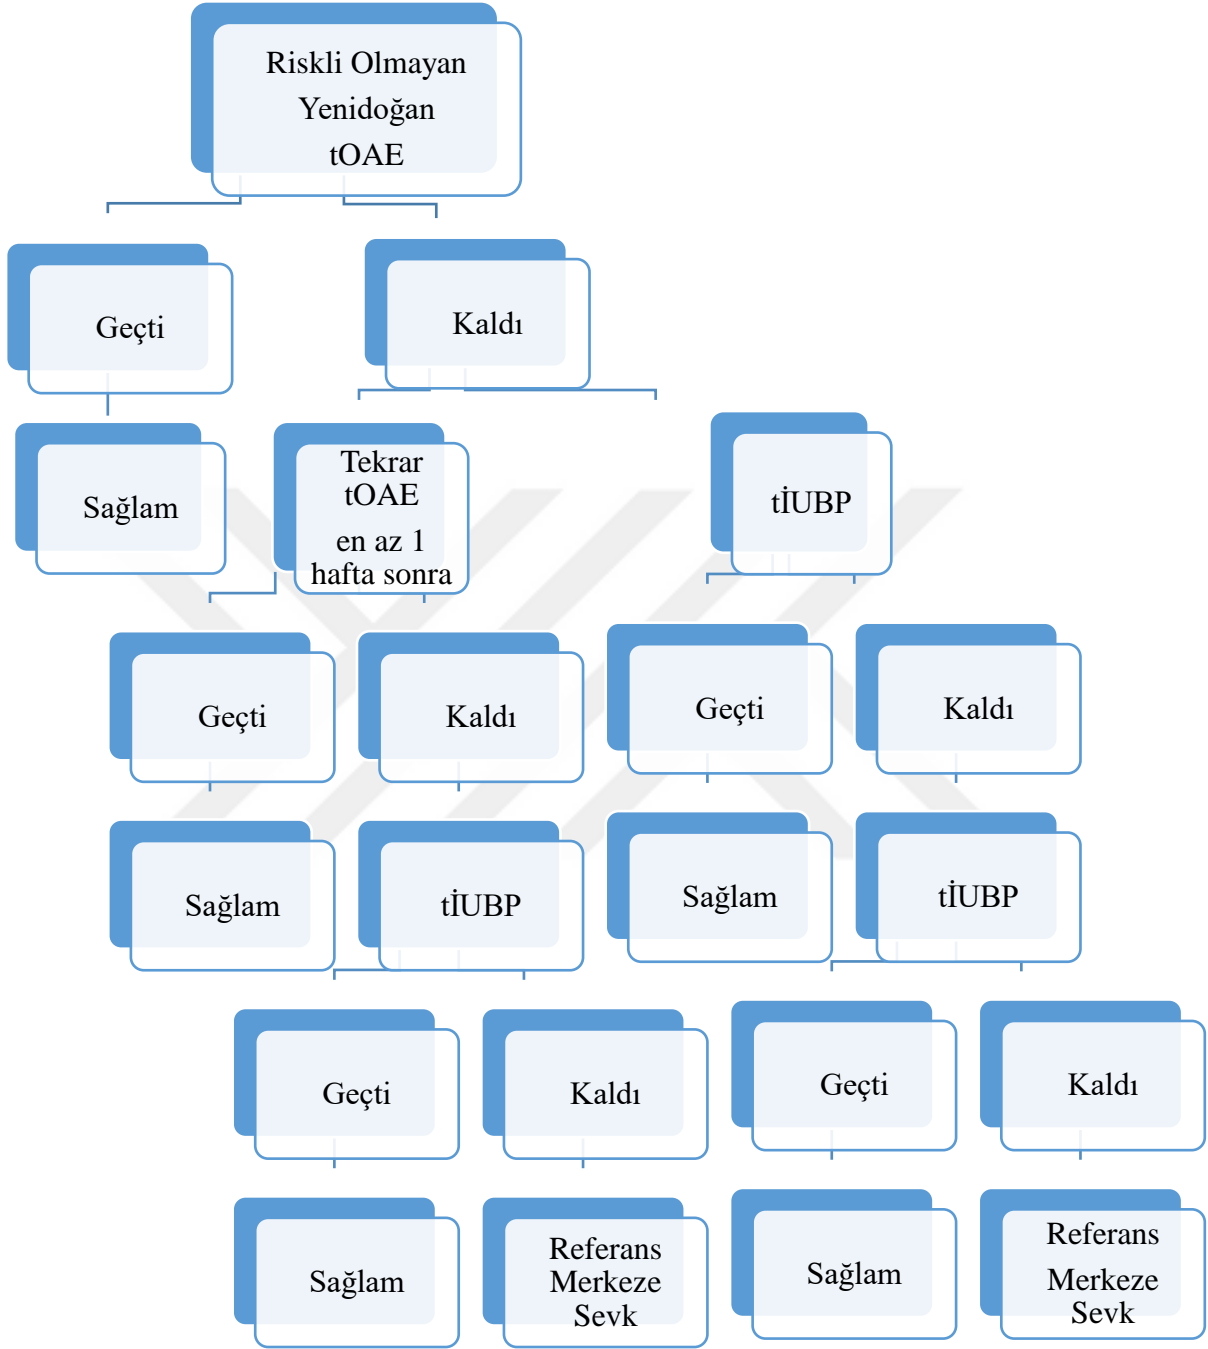 Riskli Olmayan
Yenidoğan
tOAE
Geçti
Kaldı
Sağlam
Tekrar
tOAE
en az 1
hafta sonra
tİUBP
Geçti
Kaldı
Geçti
Kaldı
Sağlam
tİUBP
Sağlam
tİUBP
Geçti
Kaldı
Geçti
Kaldı
Sağlam
Referans
Merkeze
Sevk
Sağlam
Referans
Merkeze
Sevk